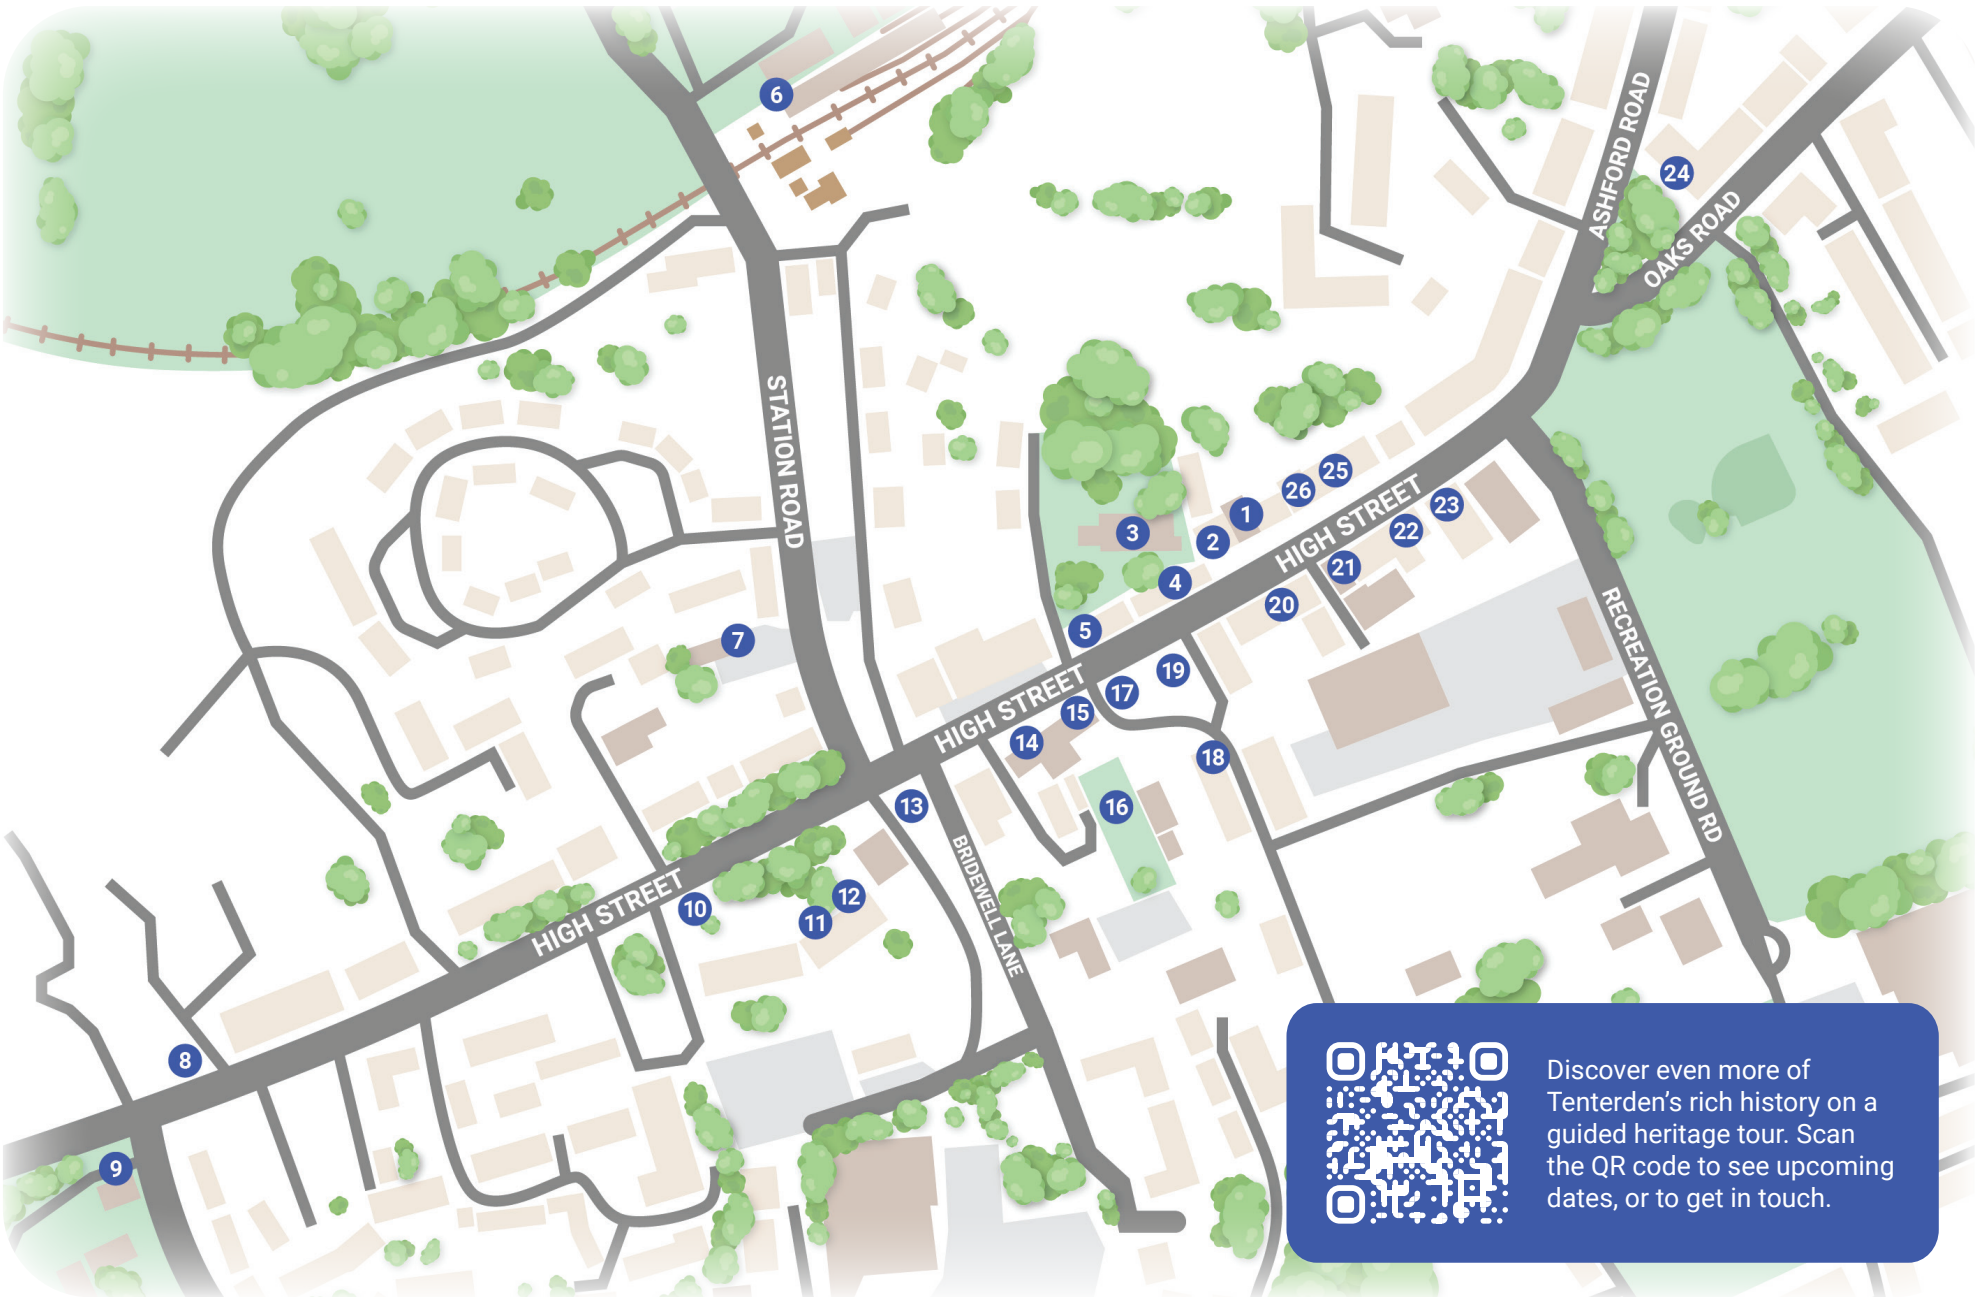 6
ASHFORD ROAD
24
OAKS ROAD
STATION ROAD
25
26
1
23
HIGH STREET
22
3
2
21
4
20
5
7
RECREATION GROUND RD
19
17
HIGH STREET
15
14
18
13
16
BRIDEWELL LANE
HIGH STREET
12
10
11
8
9
Discover even more of
Tenterden's rich history on a
guided heritage tour. Scan
the QR code to see upcoming
dates, or to get in touch.